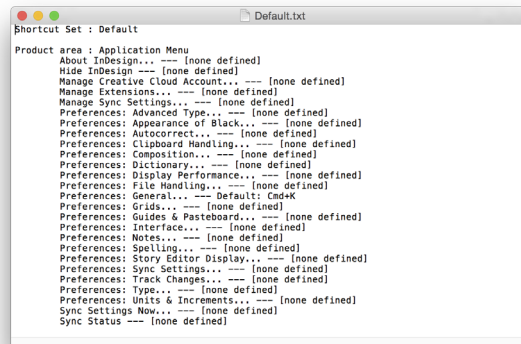 Default.txt
Shortcut Set : Default
Product area : Application Menu
About InDesign... --- [none defined]
Hide InDesign --- [none defined]
Manage Creative Cloud Account... --- [none defined]
Manage Extensions... --- [none defined]
Manage Sync Settings... --- [none defined]
Preferences: Advanced Type... --- [none defined]
Preferences: Appearance of Black... --- [none defined]
Preferences: Autocorrect... --- [none defined]
Preferences: Clipboard Handling... --- [none defined]
Preferences: Composition... --- [none defined]
Preferences: Dictionary... --- [none defined]
Preferences: Display Performance... --- [none defined]
Preferences: File Handling... --- [none defined]
Preferences: General... --- Default: Cmd+K
Preferences: Grids... --- [none defined]
Preferences: Guides & Pasteboard... --- [none defined]
Preferences: Interface... --- [none defined]
Preferences: Notes... --- [none defined]
Preferences: Spelling... --- [none defined]
Preferences: Story Editor Display... --- [none defined]
Preferences: Sync Settings... --- [none defined]
Preferences: Track Changes... --- [none defined]
Preferences: Type... --- [none defined]
Preferences: Units & Increments... --- [none defined]
Sync Settings Now... --- [none defined]
Sync Status --- [none defined]